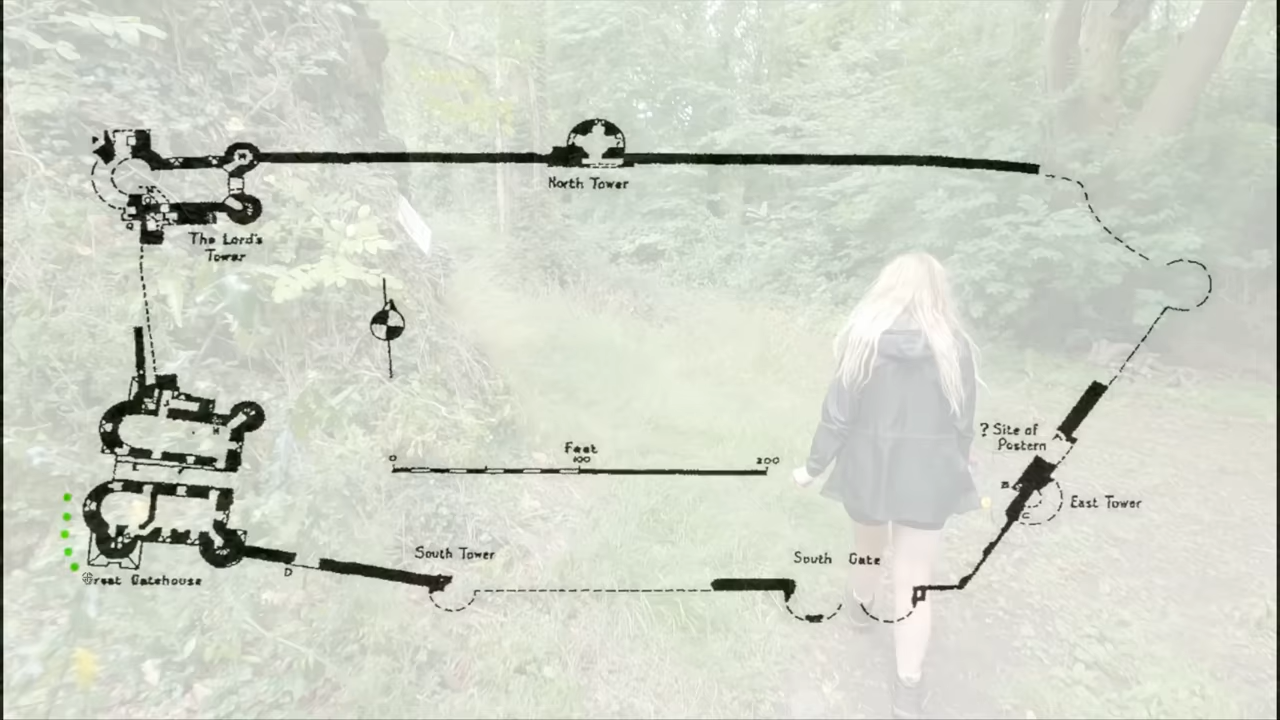 North Tower
The Lord's
Tower
Feet
0 100 200
? Site of
Postern
A
B
C
East Tower
South Tower
South Gate
D
Great Gatehouse